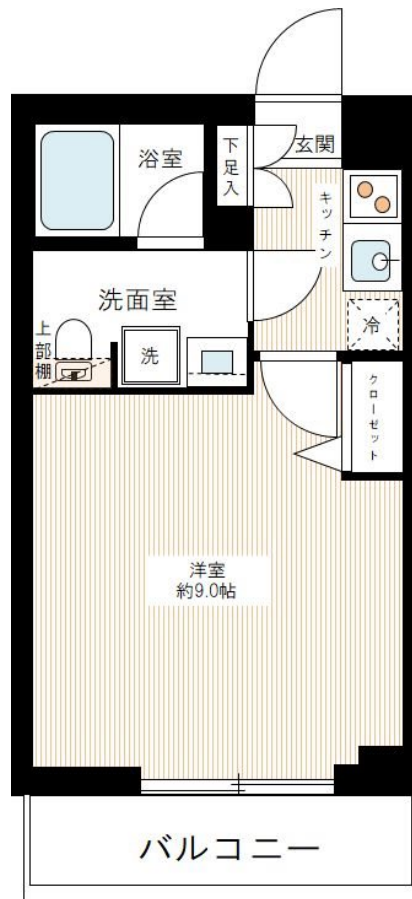 浴室
下足入
玄関
キッチン
洗面室
上部棚
洗
冷
クローゼット
洋室
約9.0帖
バルコニー